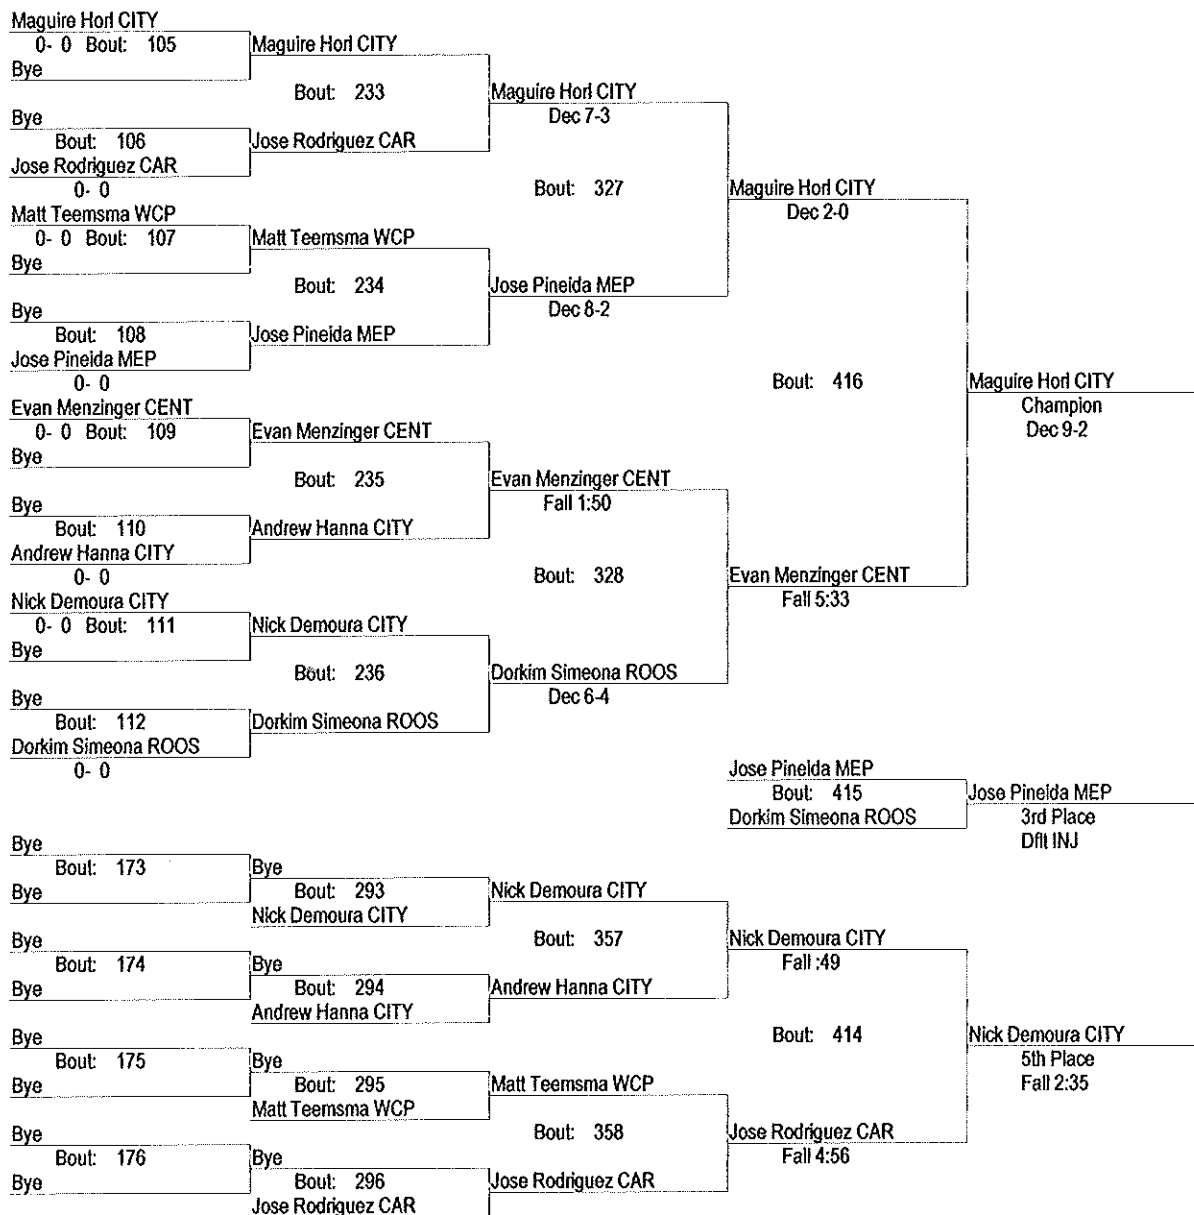 Maguire Horl CITY
0- 0 Bout: 105
Bye
Maguire Horl CITY
Bout: 233
Bye
Bout: 106
Jose Rodriguez CAR
0- 0
Jose Rodriguez CAR
Maguire Horl CITY
Dec 7-3
Bout: 327
Matt Teemsma WCP
0- 0 Bout: 107
Bye
Matt Teemsma WCP
Bout: 234
Bye
Bout: 108
Jose Pineida MEP
0- 0
Jose Pineida MEP
Jose Pineida MEP
Dec 8-2
Maguire Horl CITY
Dec 2-0
Bout: 416
Evan Menzinger CENT
0- 0 Bout: 109
Bye
Evan Menzinger CENT
Bout: 235
Bye
Bout: 110
Andrew Hanna CITY
0- 0
Andrew Hanna CITY
Evan Menzinger CENT
Fall 1:50
Bout: 328
Nick Demoura CITY
0- 0 Bout: 111
Bye
Nick Demoura CITY
Bout: 236
Bye
Bout: 112
Dorkim Simeona ROOS
0- 0
Dorkim Simeona ROOS
Dorkim Simeona ROOS
Dec 6-4
Evan Menzinger CENT
Fall 5:33
Maguire Horl CITY
Champion
Dec 9-2
Jose Pineida MEP
Bout: 415
Dorkim Simeona ROOS
Jose Pineida MEP
3rd Place
Dflt INJ
Bye
Bout: 173
Bye
Bye
Bout: 293
Nick Demoura CITY
Nick Demoura CITY
Bout: 357
Bye
Bout: 174
Bye
Bye
Bout: 294
Andrew Hanna CITY
Andrew Hanna CITY
Nick Demoura CITY
Fall :49
Bout: 414
Bye
Bout: 175
Bye
Bye
Bout: 295
Matt Teemsma WCP
Matt Teemsma WCP
Bout: 358
Bye
Bout: 176
Bye
Bye
Bout: 296
Jose Rodriguez CAR
Jose Rodriguez CAR
Jose Rodriguez CAR
Fall 4:56
Nick Demoura CITY
5th Place
Fall 2:35